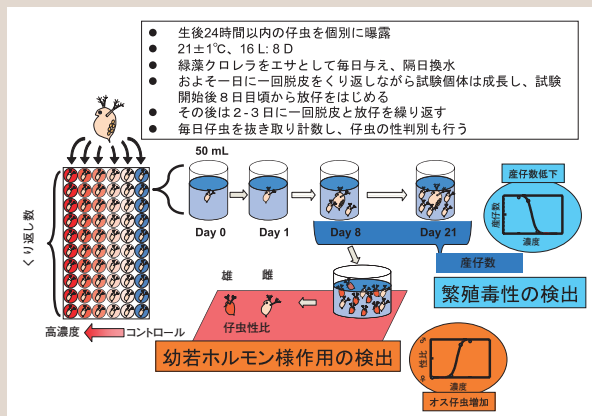 ● 生後24時間以内の仔虫を個別に曝露
● 21±1℃、16 L: 8 D
● 緑藻クロレラをエサとして毎日与え、隔日換水
● およそ一日に一回脱皮をくり返しながら試験個体は成長し、試験
開始後8日目頃から放仔をはじめる
● その後は2-3日に一回脱皮と放仔を繰り返す
● 毎日仔虫を抜き取り計数し、仔虫の性判別も行う
50 mL
くり返し数
Day 0
Day 1
Day 8
Day 21
産仔数低下
産仔数
濃度
産仔数
繁殖毒性の検出
雄
雌
仔虫性比
高濃度
コントロール
幼若ホルモン様作用の検出
♂
性比
♀
濃度
オス仔虫増加